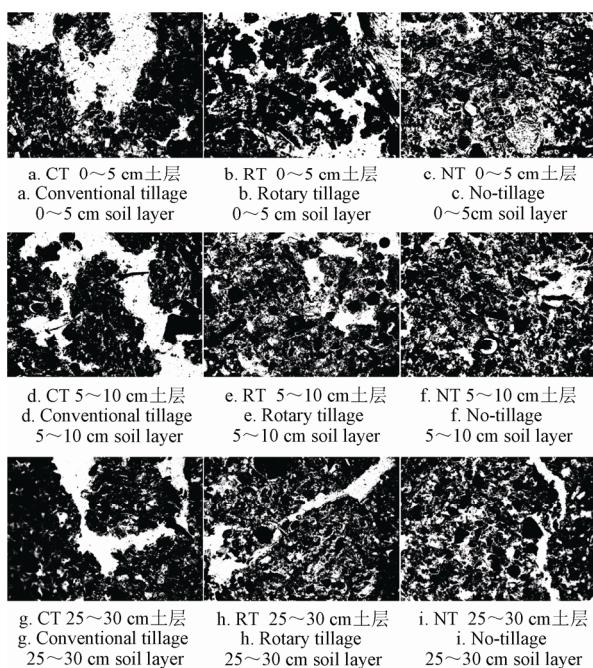 a. CT 0～5 cm土层
a. Conventional tillage
0～5 cm soil layer
b. RT 0～5 cm土层
b. Rotary tillage
0～5 cm soil layer
c. NT 0～5 cm土层
c. No-tillage
0～5cm soil layer
d. CT 5～10 cm土层
d. Conventional tillage
5～10 cm soil layer
e. RT 5～10 cm土层
e. Rotary tillage
5～10 cm soil layer
f. NT 5～10 cm土层
f. No-tillage
5～10 cm soil layer
g. CT 25～30 cm土层
g. Conventional tillage
25～30 cm soil layer
h. RT 25～30 cm土层
h. Rotary tillage
25～30 cm soil layer
i. NT 25～30 cm土层
i. No-tillage
25～30 cm soil layer